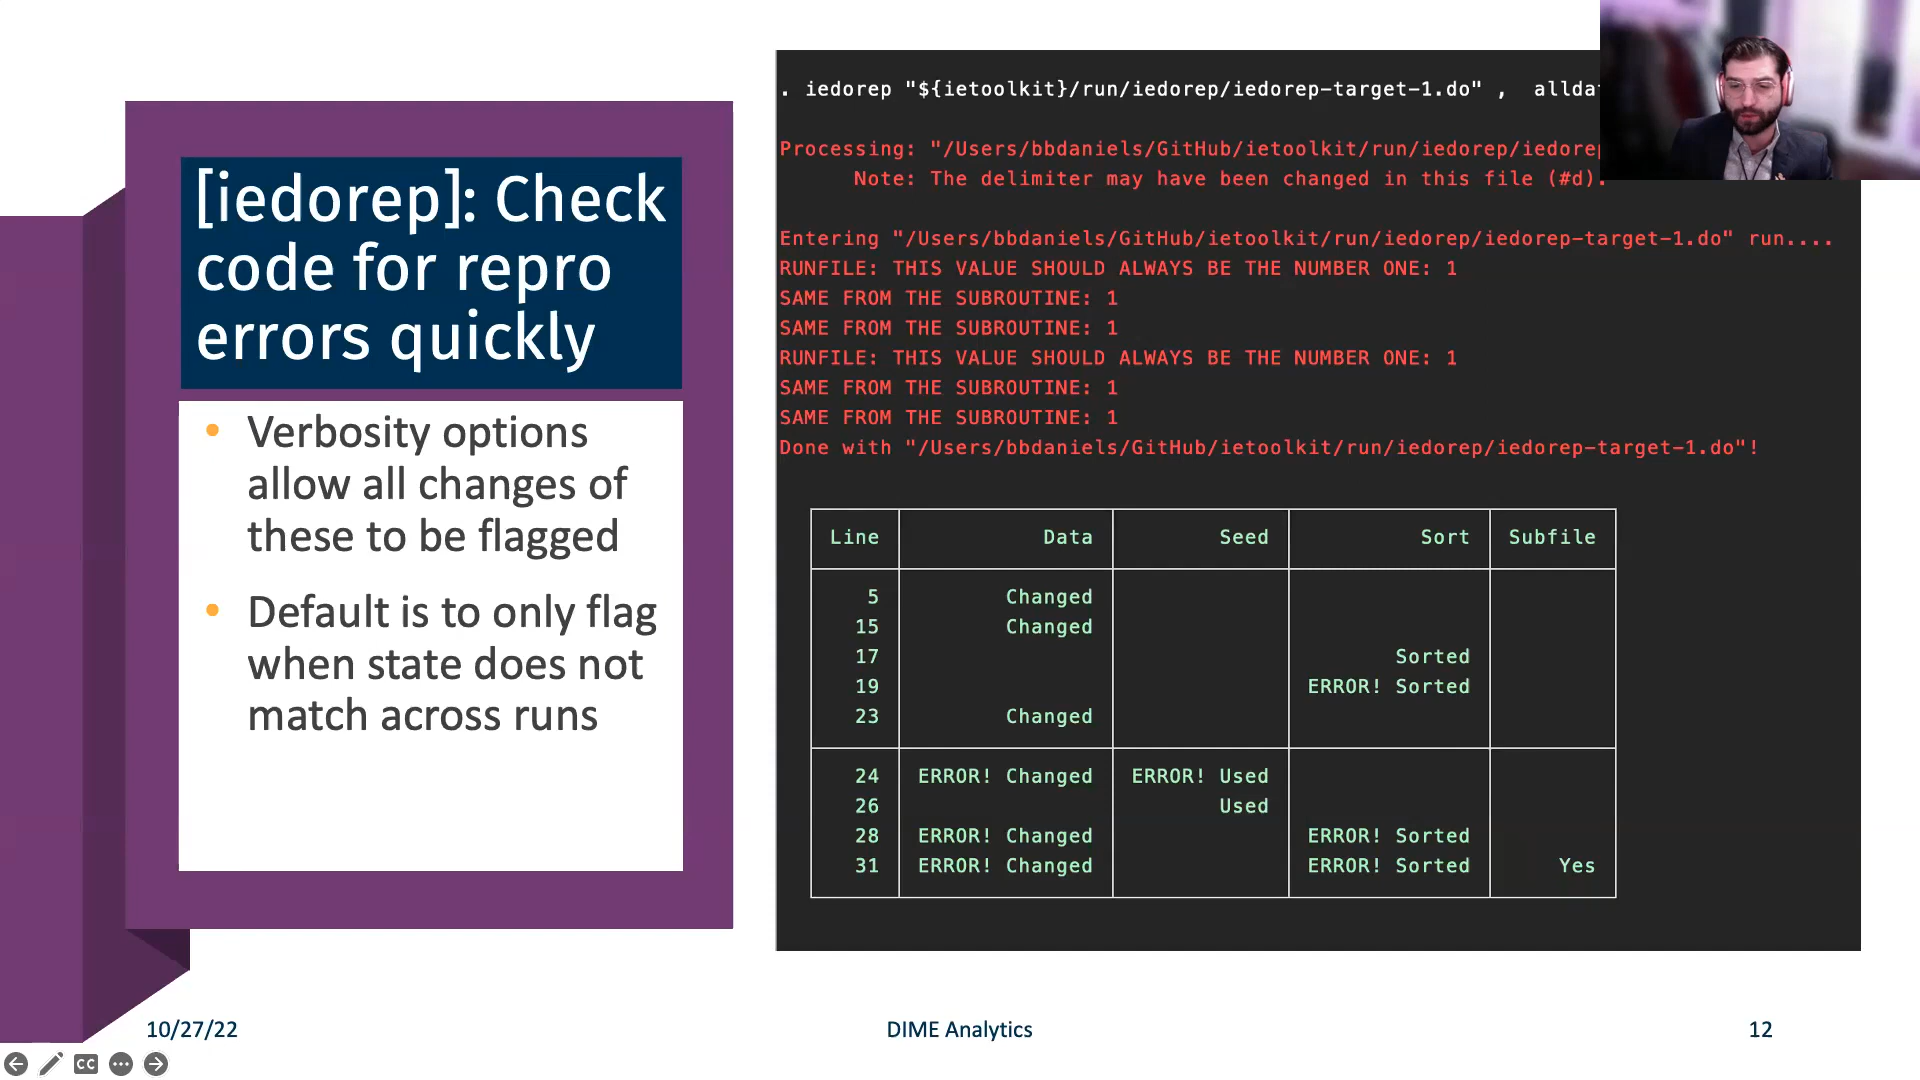 [iedorep]: Check
code for repro
errors quickly
• Verbosity options
allow all changes of
these to be flagged
• Default is to only flag
when state does not
match across runs
. iedorep "${ietoolkit}/run/iedorep/iedorep-target-1.do" ,
Processing: "/Users/bbdaniels/GitHub/ietoolkit/run/iedorep/
Note: The delimiter may have been changed in this file (#d).
Entering "/Users/bbdaniels/GitHub/ietoolkit/run/iedorep/iedorep-target-1.do" run....
RUNFILE: THIS VALUE SHOULD ALWAYS BE THE NUMBER ONE: 1
SAME FROM THE SUBROUTINE: 1
SAME FROM THE SUBROUTINE: 1
RUNFILE: THIS VALUE SHOULD ALWAYS BE THE NUMBER ONE: 1
SAME FROM THE SUBROUTINE: 1
SAME FROM THE SUBROUTINE: 1
Done with "/Users/bbdaniels/GitHub/ietoolkit/run/iedorep/iedorep-target-1.do"!
Line Data Seed Sort Subfile
5 Changed
15 Changed
17 Sorted
19 ERROR! Sorted
23 Changed
24 ERROR! Changed ERROR! Used
26 Used
28 ERROR! Changed ERROR! Sorted
31 ERROR! Changed ERROR! Sorted Yes
10/27/22 DIME Analytics 12
CC